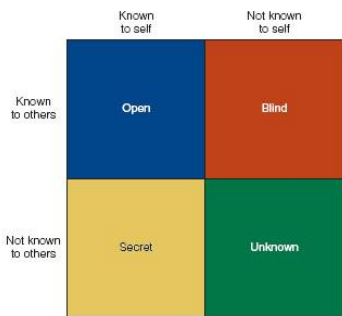 Known
to self
Not known
to self
Known
to others
Open
Blind
Not known
to others
Secret
Unknown